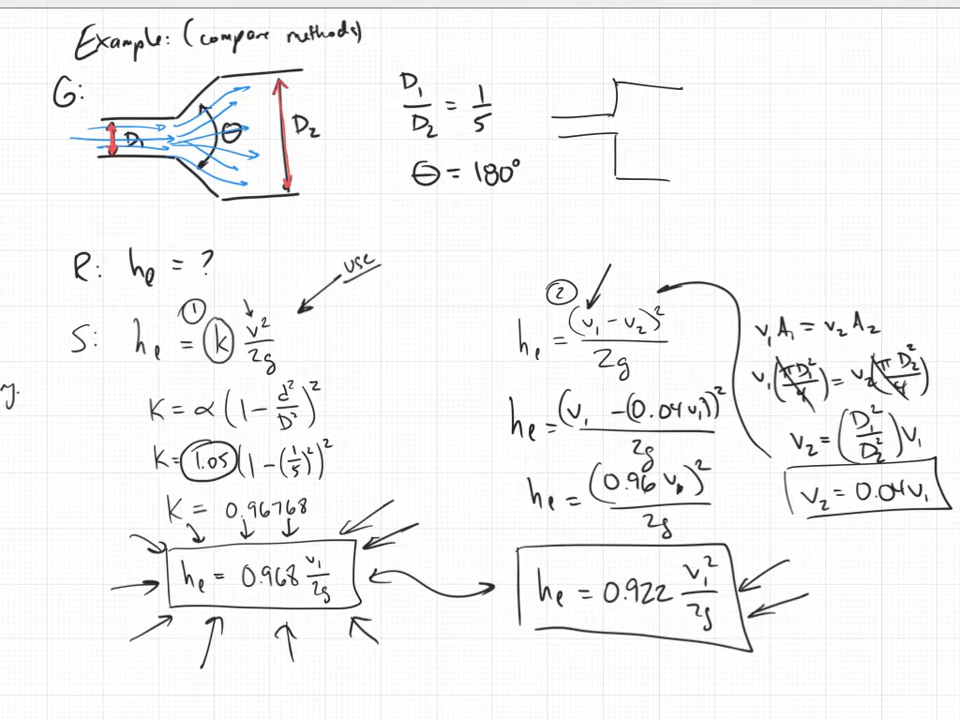 Example: (compare methods)
G:
D₁
θ
D₂
D₁/D₂ = 1/5
θ = 180°
R: hₑ = ?
use
S: ① hₑ = k v²/2g
K = α (1 - d²/D²)²
K = 1.05 (1 - (1/5)²)²
K = 0.96768
hₑ = 0.968 v₁/2g
② hₑ = (v₁ - v₂)²/2g
hₑ = (v₁ - (0.04v₁))²/2g
hₑ = (0.96 v₁)²/2g
hₑ = 0.922 v₁²/2g
v₁A₁ = v₂A₂
v₁(πD₁²/4) = v₂(πD₂²/4)
v₂ = (D₁²/D₂²) v₁
v₂ = 0.04v₁